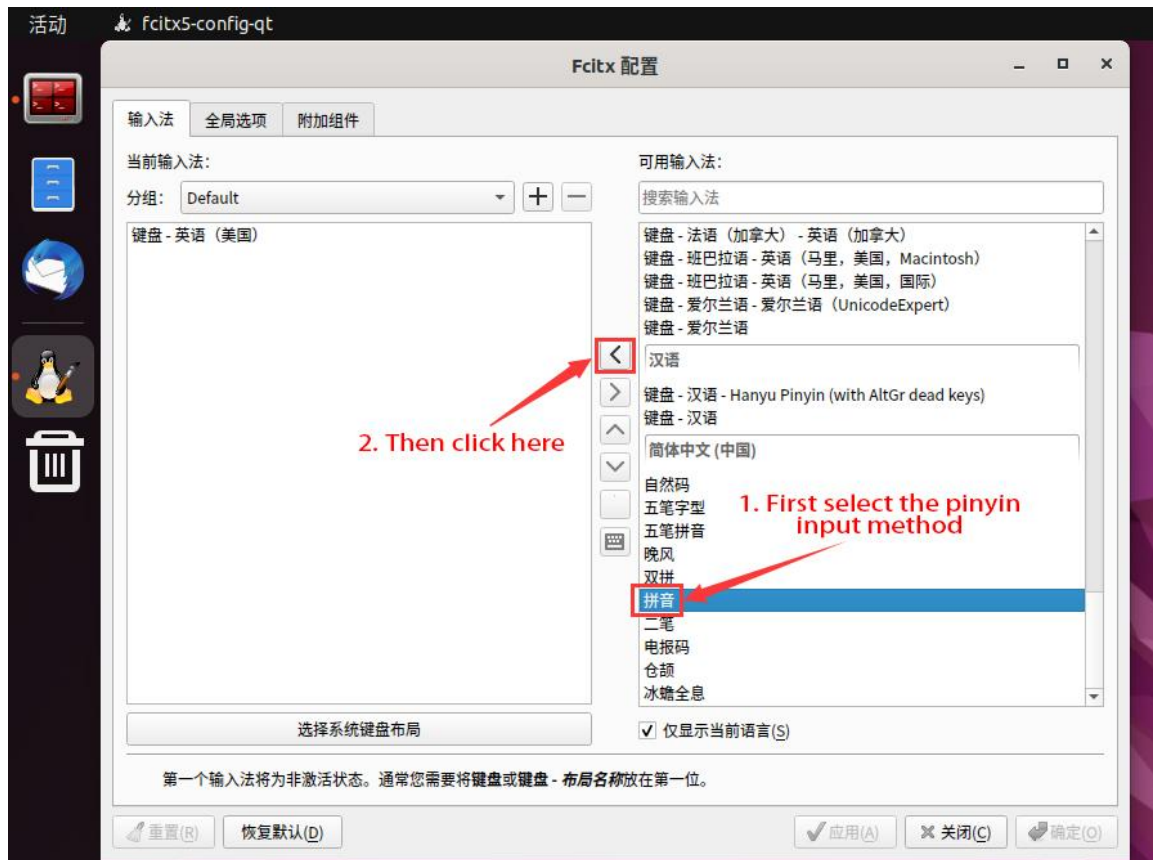 活动 fcitx5-config-qt
Fcitx 配置
输入法 全局选项 附加组件
当前输入法：
分组： Default
键盘 - 英语（美国）
可用输入法：
搜索输入法
键盘 - 法语（加拿大） - 英语（加拿大）
键盘 - 班巴拉语 - 英语（马里，美国，Macintosh）
键盘 - 班巴拉语 - 英语（马里，美国，国际）
键盘 - 爱尔兰语 - 爱尔兰语（UnicodeExpert）
键盘 - 爱尔兰语
汉语
键盘 - 汉语 - Hanyu Pinyin (with AltGr dead keys)
键盘 - 汉语
简体中文 (中国)
自然码
五笔字型
五笔拼音
晚风
双拼
拼音
二笔
电报码
仓颉
冰蟾全息
2. Then click here
1. First select the pinyin
input method
选择系统键盘布局
仅显示当前语言(S)
第一个输入法将为非激活状态。通常您需要将键盘或键盘 - 布局名称放在第一位。
重置(R) 恢复默认(D) 应用(A) 关闭(C) 确定(O)